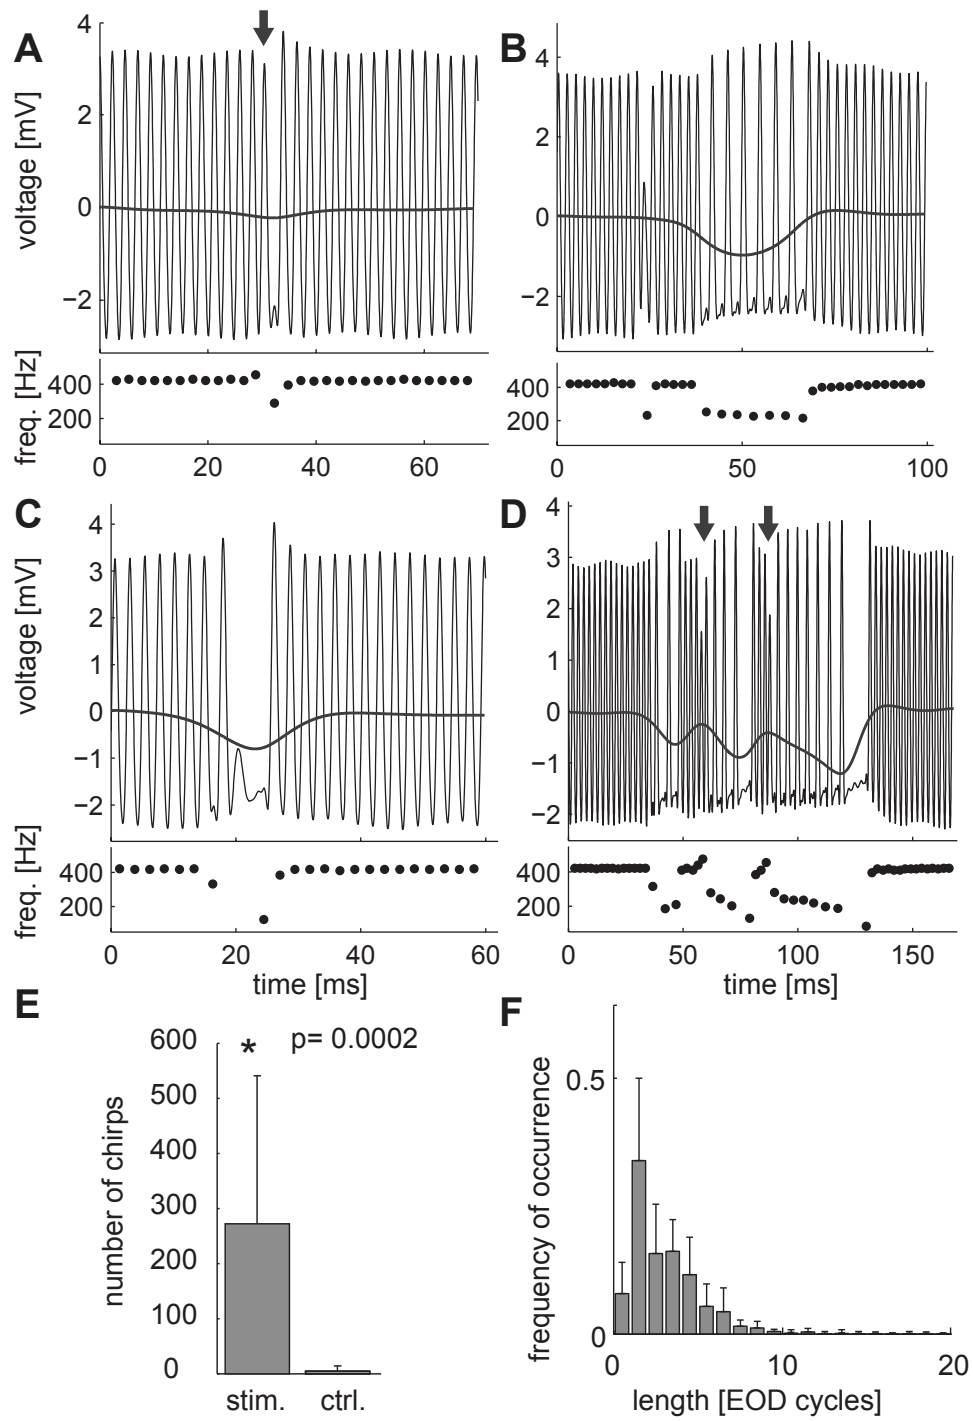 A
voltage [mV]
4
2
0
−2
freq. [Hz]
400
200
0 20 40 60
B
4
2
0
−2
400
200
0 50 100
C
voltage [mV]
4
3
2
1
0
−1
−2
freq. [Hz]
400
200
0 20 40 60
time [ms]
D
4
3
2
1
0
−1
−2
400
200
0 50 100 150
time [ms]
E
number of chirps
600
500
400
300
200
100
0
* p= 0.0002
stim. ctrl.
F
frequency of occurrence
0.5
0
0 10 20
length [EOD cycles]